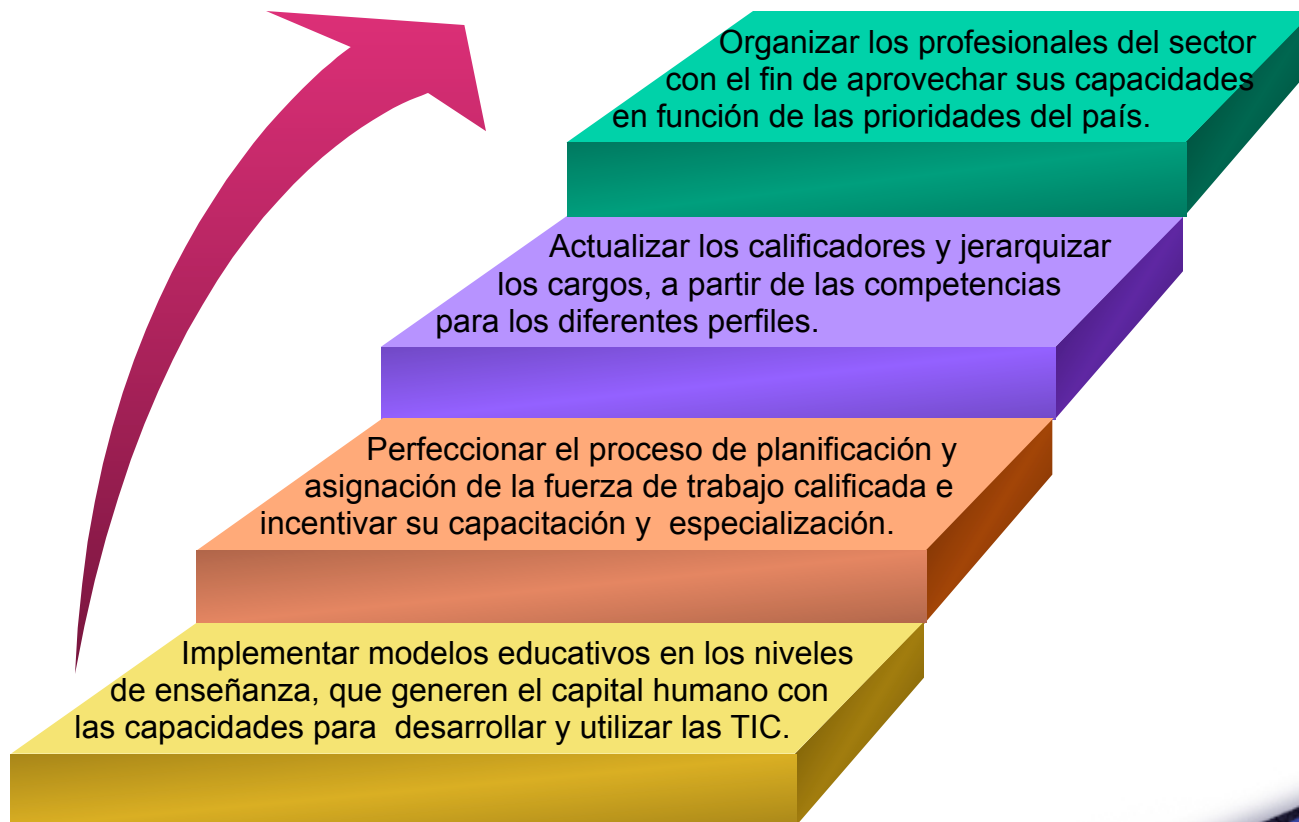 Organizar los profesionales del sector
con el fin de aprovechar sus capacidades
en función de las prioridades del país.
Actualizar los calificadores y jerarquizar
los cargos, a partir de las competencias
para los diferentes perfiles.
Perfeccionar el proceso de planificación y
asignación de la fuerza de trabajo calificada e
incentivar su capacitación y  especialización.
Implementar modelos educativos en los niveles
de enseñanza, que generen el capital humano con
las capacidades para  desarrollar y utilizar las TIC.